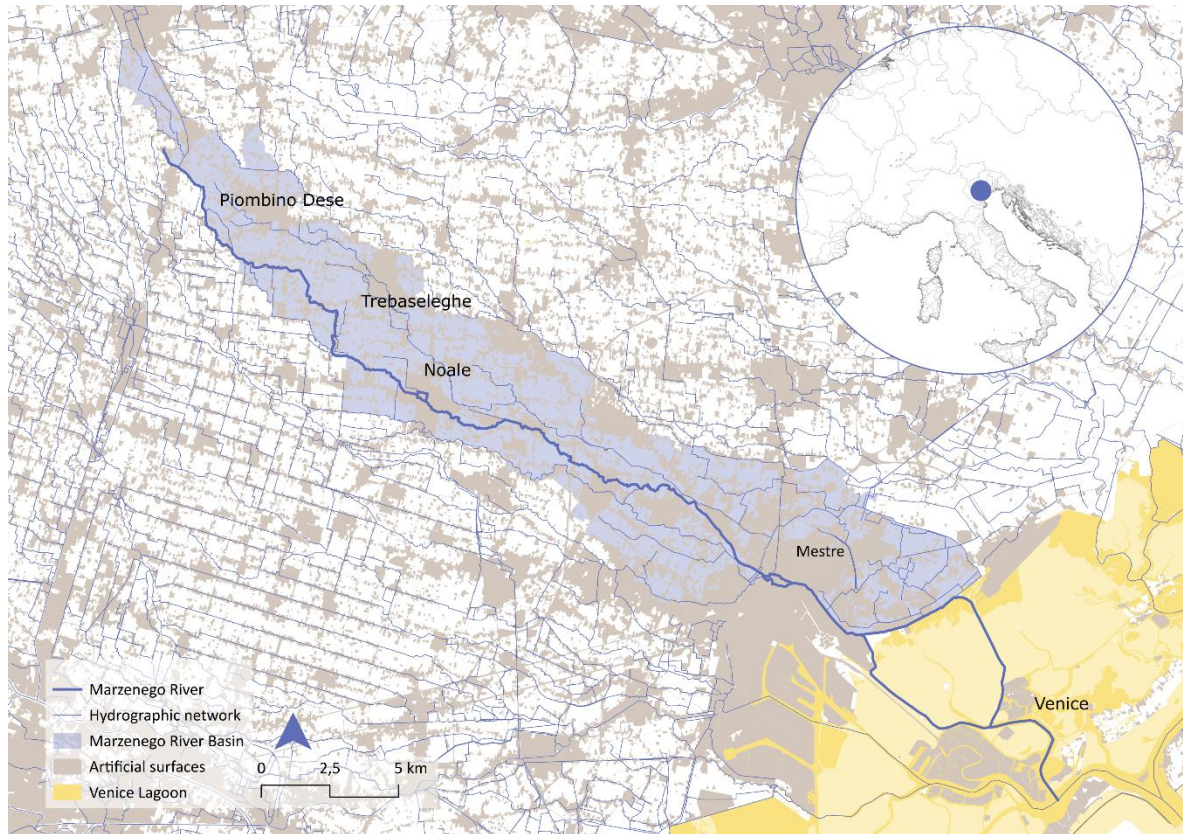 Piombino Dese
Trebaseleghe
Noale
Mestre
Venice
Marzenego River
Hydrographic network
Marzenego River Basin
Artificial surfaces
Venice Lagoon
0 2,5 5 km